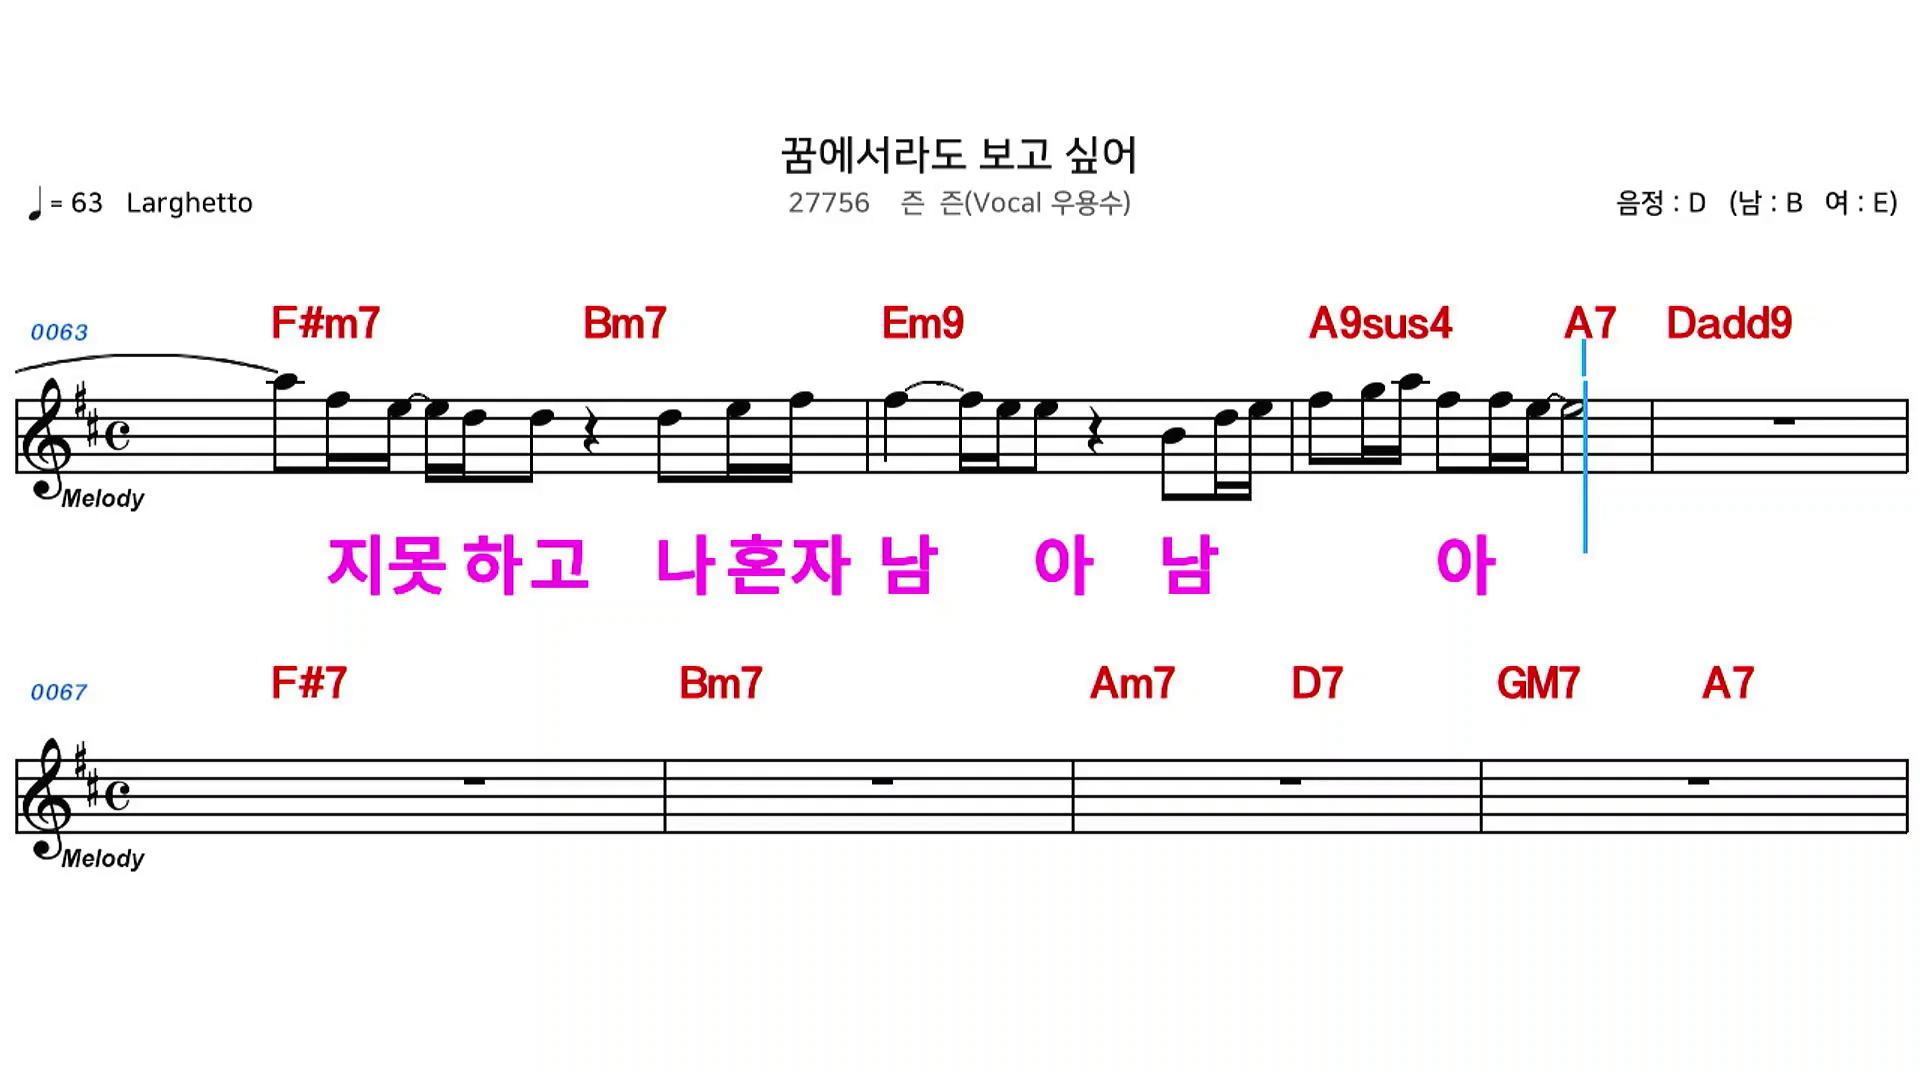 꿈에서라도 보고 싶어
= 63 Larghetto
27756 즌 즌(Vocal 우용수)
음정 : D (남 : B 여 : E)
0063 F#m7 Bm7 Em9 A9sus4 A7 Dadd9
Melody
지못 하고 나 혼자 남 아 남 아
0067 F#7 Bm7 Am7 D7 GM7 A7
Melody